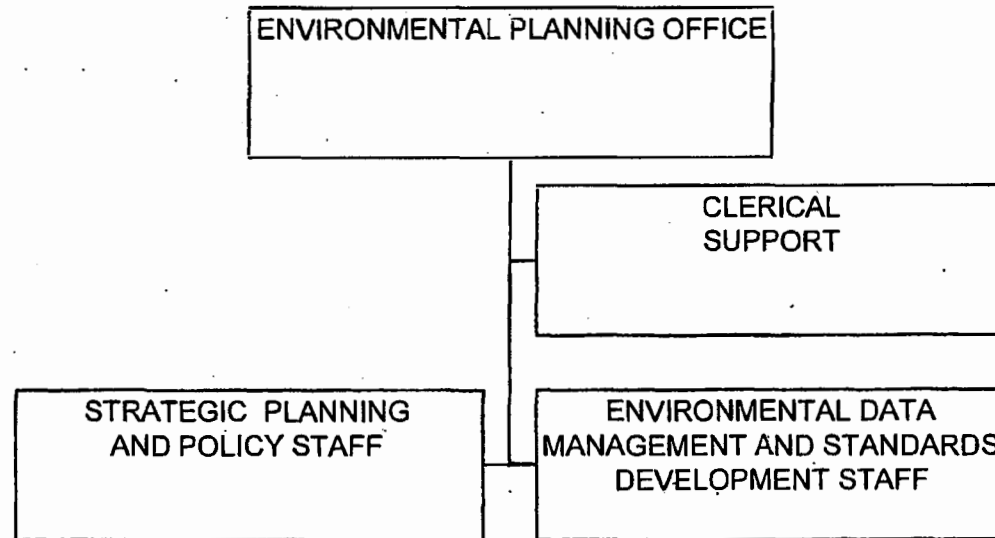 ENVIRONMENTAL PLANNING OFFICE
CLERICAL
SUPPORT
STRATEGIC PLANNING
AND POLICY STAFF
ENVIRONMENTAL DATA
MANAGEMENT AND STANDARDS
DEVELOPMENT STAFF